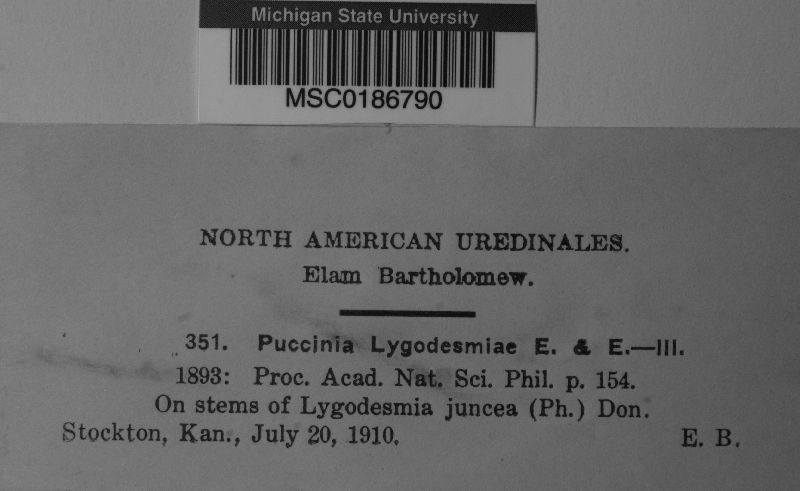 Michigan State University
MSC0186790
NORTH AMERICAN UREDINALES.
Elam Bartholomew.
351. Puccinia Lygodesmiae E. & E.—III.
1893: Proc. Acad. Nat. Sci. Phil. p. 154.
On stems of Lygodesmia juncea (Ph.) Don.
Stockton, Kan., July 20, 1910. E. B.